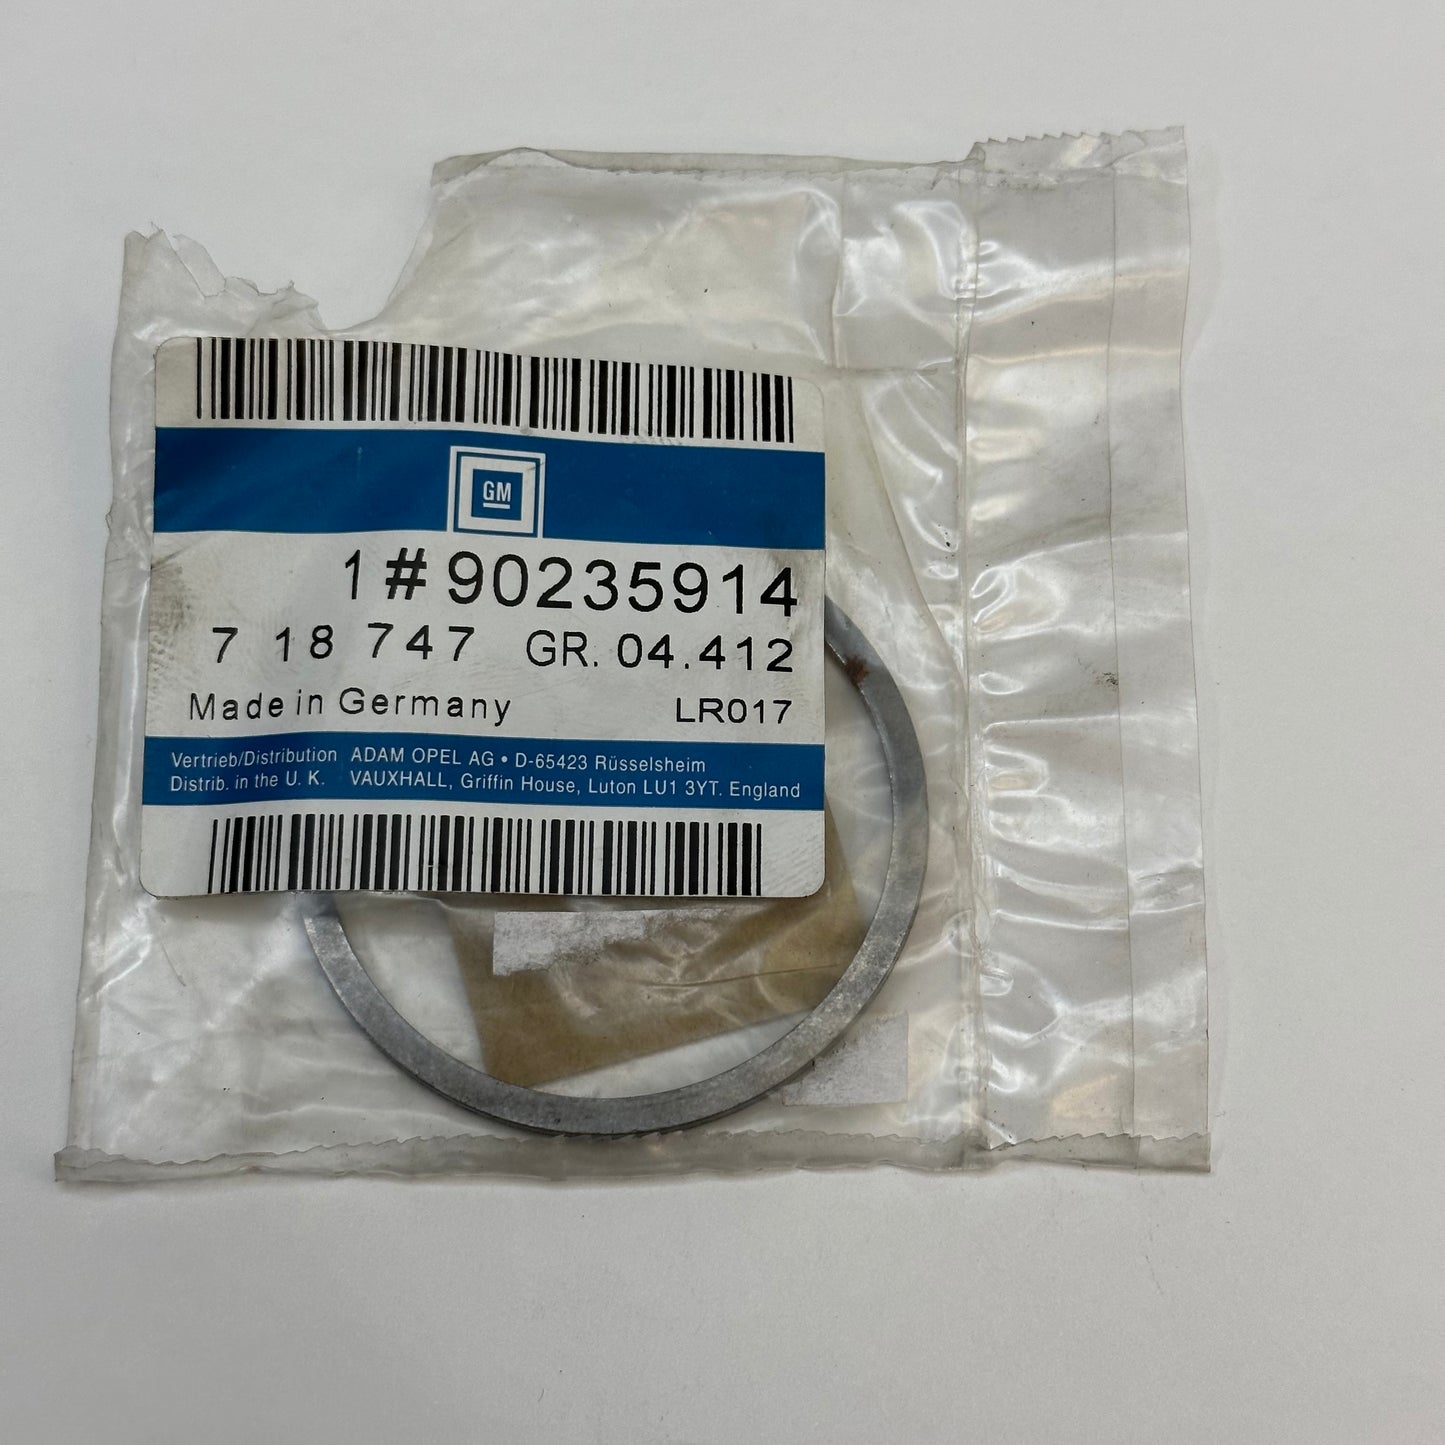 GM
1#90235914
7 18 747 GR. 04.412
Made in Germany LR017
Vertrieb/Distribution ADAM OPEL AG • D-65423 Rüsselsheim
Distrib. in the U. K. VAUXHALL, Griffin House, Luton LU1 3YT. England